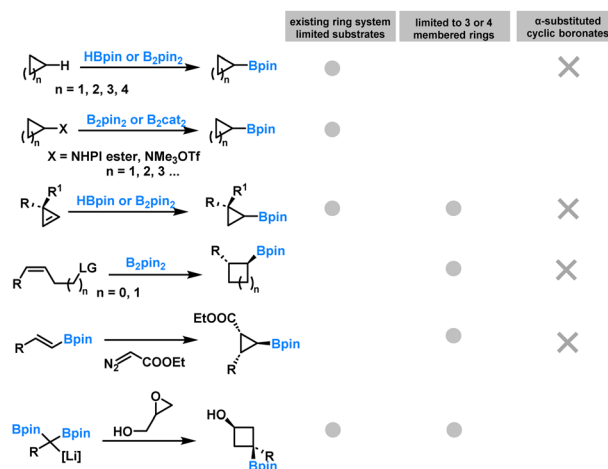 existing ring system
limited substrates
limited to 3 or 4
membered rings
α-substituted
cyclic boronates
( )n H
HBpin or B2pin2
( )n Bpin
n = 1, 2, 3, 4
( )n X
B2pin2 or B2cat2
( )n Bpin
X = NHPI ester, NMe3OTf
n = 1, 2, 3 ...
R R1
HBpin or B2pin2
R R1 Bpin
R ( )n LG
B2pin2
R Bpin ( )n
n = 0, 1
R Bpin
N2 OEt O
EtO2C Bpin R
Bpin Bpin R [Li]
O HO
HO R Bpin